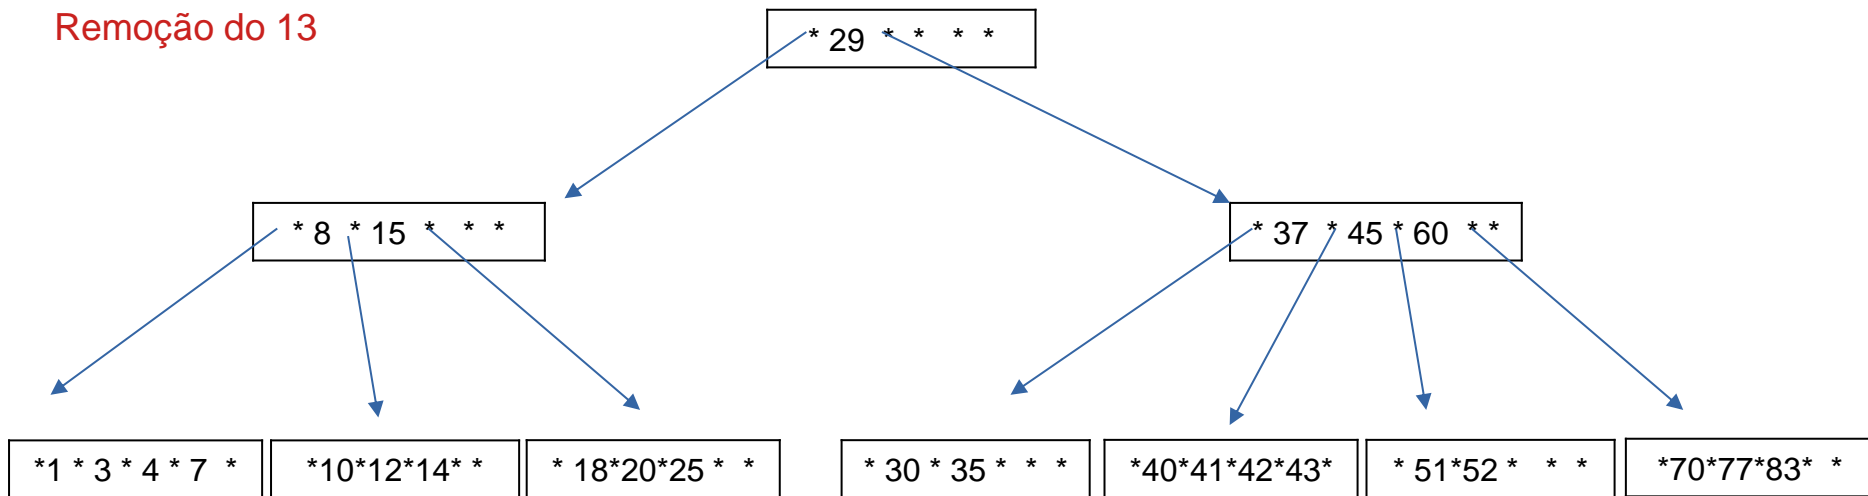 Remoção do 13
* 29 * * * *
* 8 * 15 * * *
* 37 * 45 * 60 * *
*1 * 3 * 4 * 7 *
*10*12*14* *
* 18*20*25 * *
* 30 * 35 * * *
*40*41*42*43*
* 51*52 * * *
*70*77*83* *